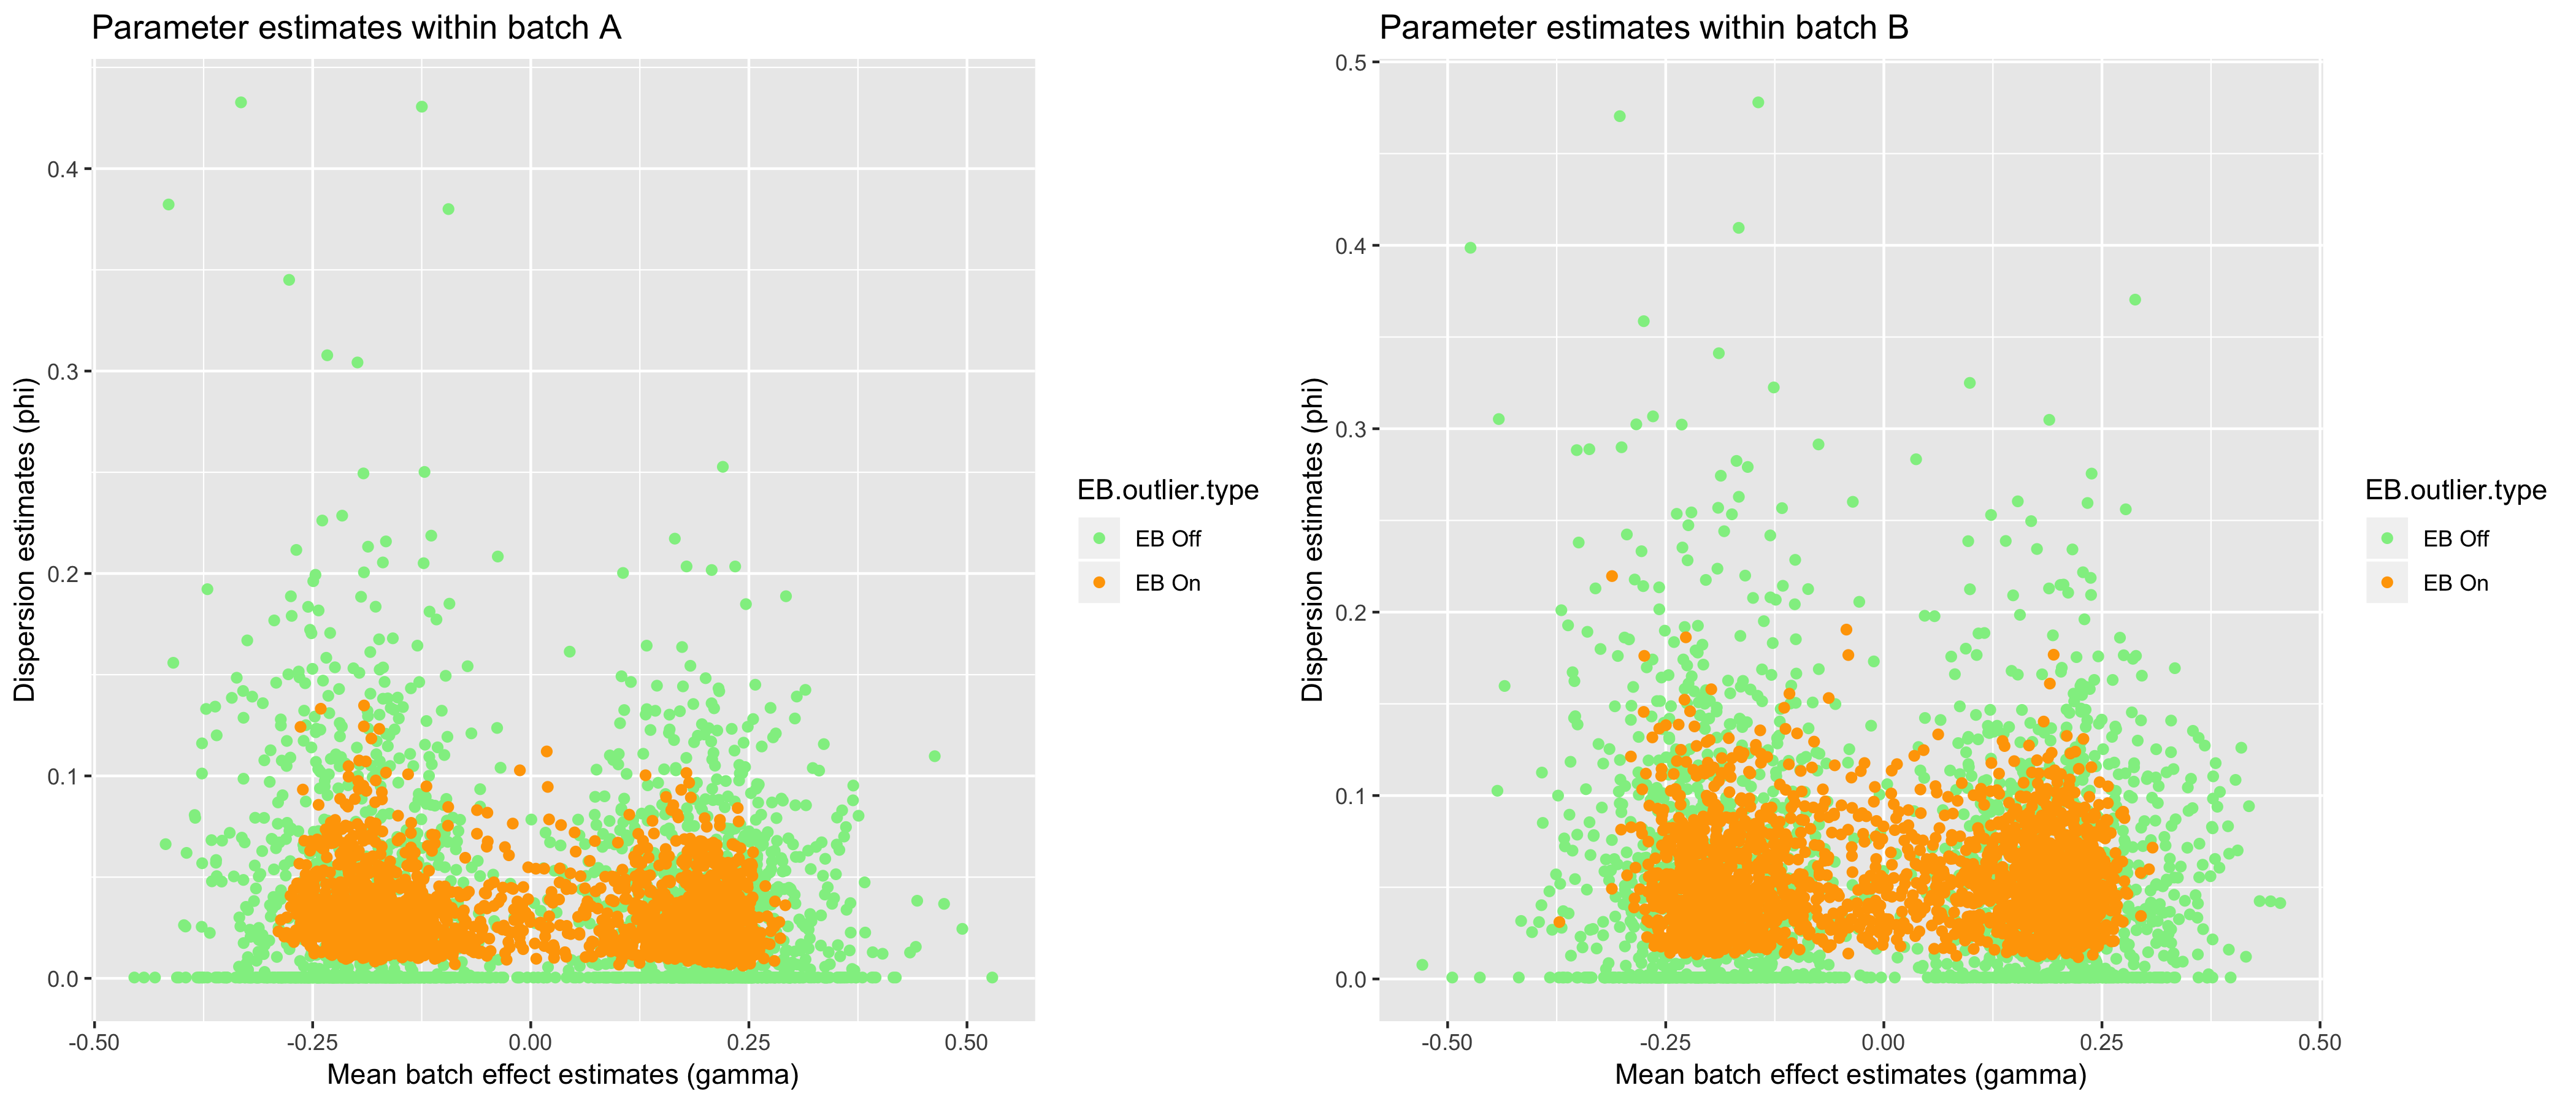 Parameter estimates within batch A
Dispersion estimates (phi)
0.4
0.3
0.2
0.1
0.0
-0.50
-0.25
0.00
0.25
0.50
Mean batch effect estimates (gamma)
EB.outlier.type
EB Off
EB On
Parameter estimates within batch B
Dispersion estimates (phi)
0.5
0.4
0.3
0.2
0.1
0.0
-0.50
-0.25
0.00
0.25
0.50
Mean batch effect estimates (gamma)
EB.outlier.type
EB Off
EB On